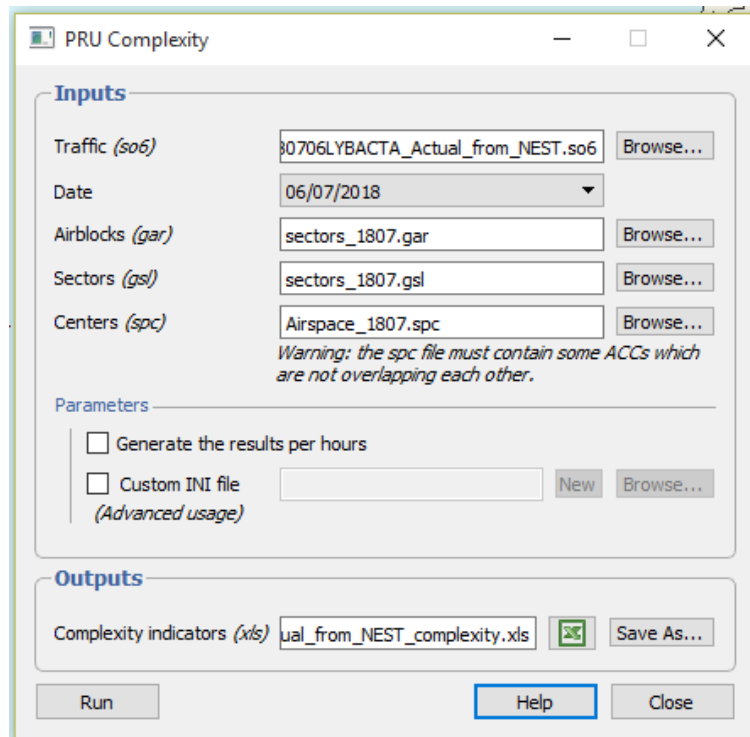 PRU Complexity
Inputs
Traffic (so6) 30706LYBACTA_Actual_from_NEST.so6 Browse...
Date 06/07/2018
Airblocks (gar) sectors_1807.gar Browse...
Sectors (gsl) sectors_1807.gsl Browse...
Centers (spc) Airspace_1807.spc Browse...
Warning: the spc file must contain some ACCs which
are not overlapping each other.
Parameters
Generate the results per hours
Custom INI file New Browse...
(Advanced usage)
Outputs
Complexity indicators (xls) ual_from_NEST_complexity.xls Save As...
Run Help Close